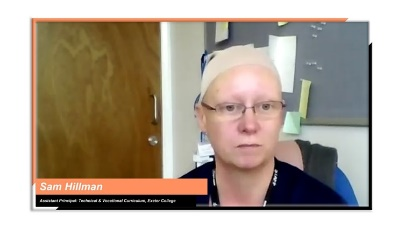 Sam Hillman
Assistant Principal: Technical & Vocational Curriculum, Exeter College